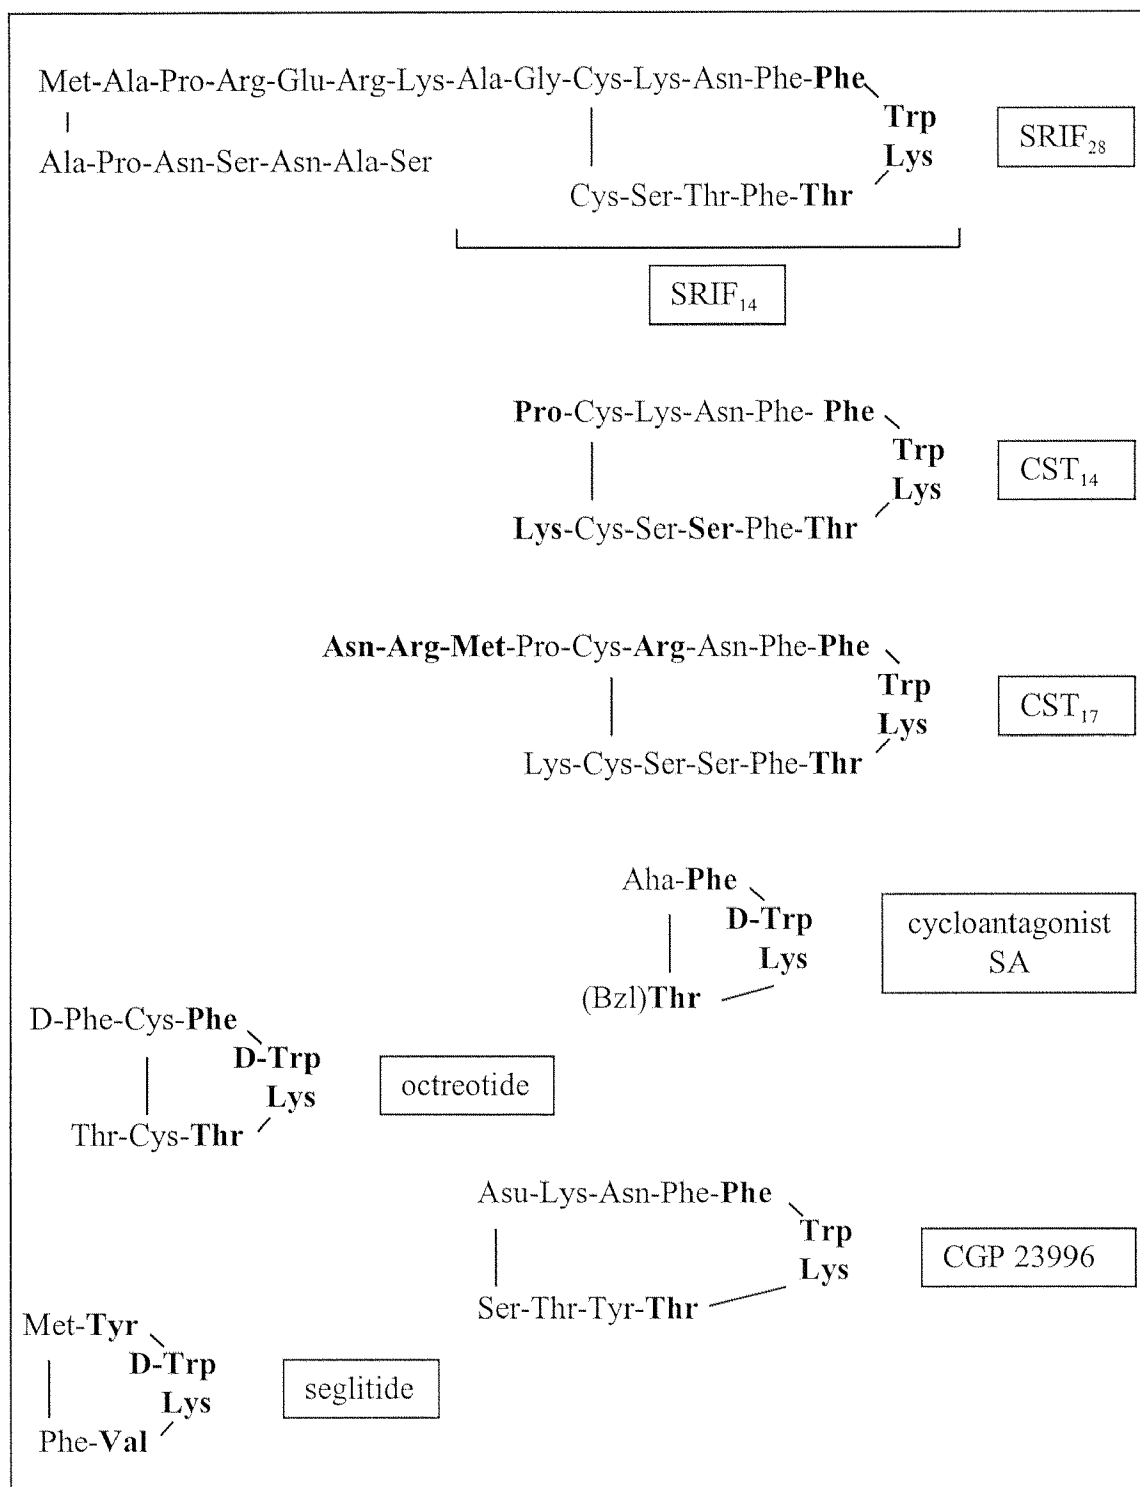 Met-Ala-Pro-Arg-Glu-Arg-Lys-Ala-Gly-Cys-Lys-Asn-Phe-Phe
Trp
Lys
Ala-Pro-Asn-Ser-Asn-Ala-Ser
Cys-Ser-Thr-Phe-Thr
SRIF₂₈
SRIF₁₄
Pro-Cys-Lys-Asn-Phe- Phe
Trp
Lys
Lys-Cys-Ser-Ser-Phe-Thr
CST₁₄
Asn-Arg-Met-Pro-Cys-Arg-Asn-Phe-Phe
Trp
Lys
Lys-Cys-Ser-Ser-Phe-Thr
CST₁₇
Aha-Phe
D-Trp
Lys
(Bzl)Thr
cycloantagonist
SA
D-Phe-Cys-Phe
D-Trp
Lys
Thr-Cys-Thr
octreotide
Asu-Lys-Asn-Phe-Phe
Trp
Lys
Ser-Thr-Tyr-Thr
CGP 23996
Met-Tyr
D-Trp
Lys
Phe-Val
seglitide